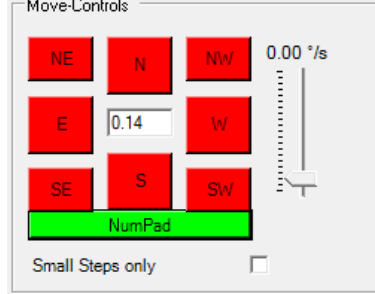 Move-Controls
NE N NW 0.00 °/s
E 0.14 W
SE S SW
NumPad
Small Steps only